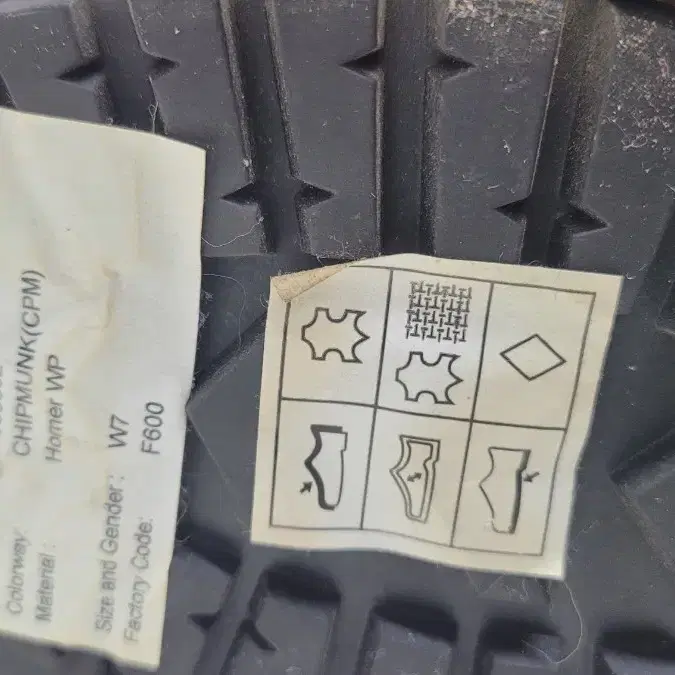 Colorway: CHIPMUNK(CPM)
Material : Homer WP
Size and Gender : W7
Factory Code: F600